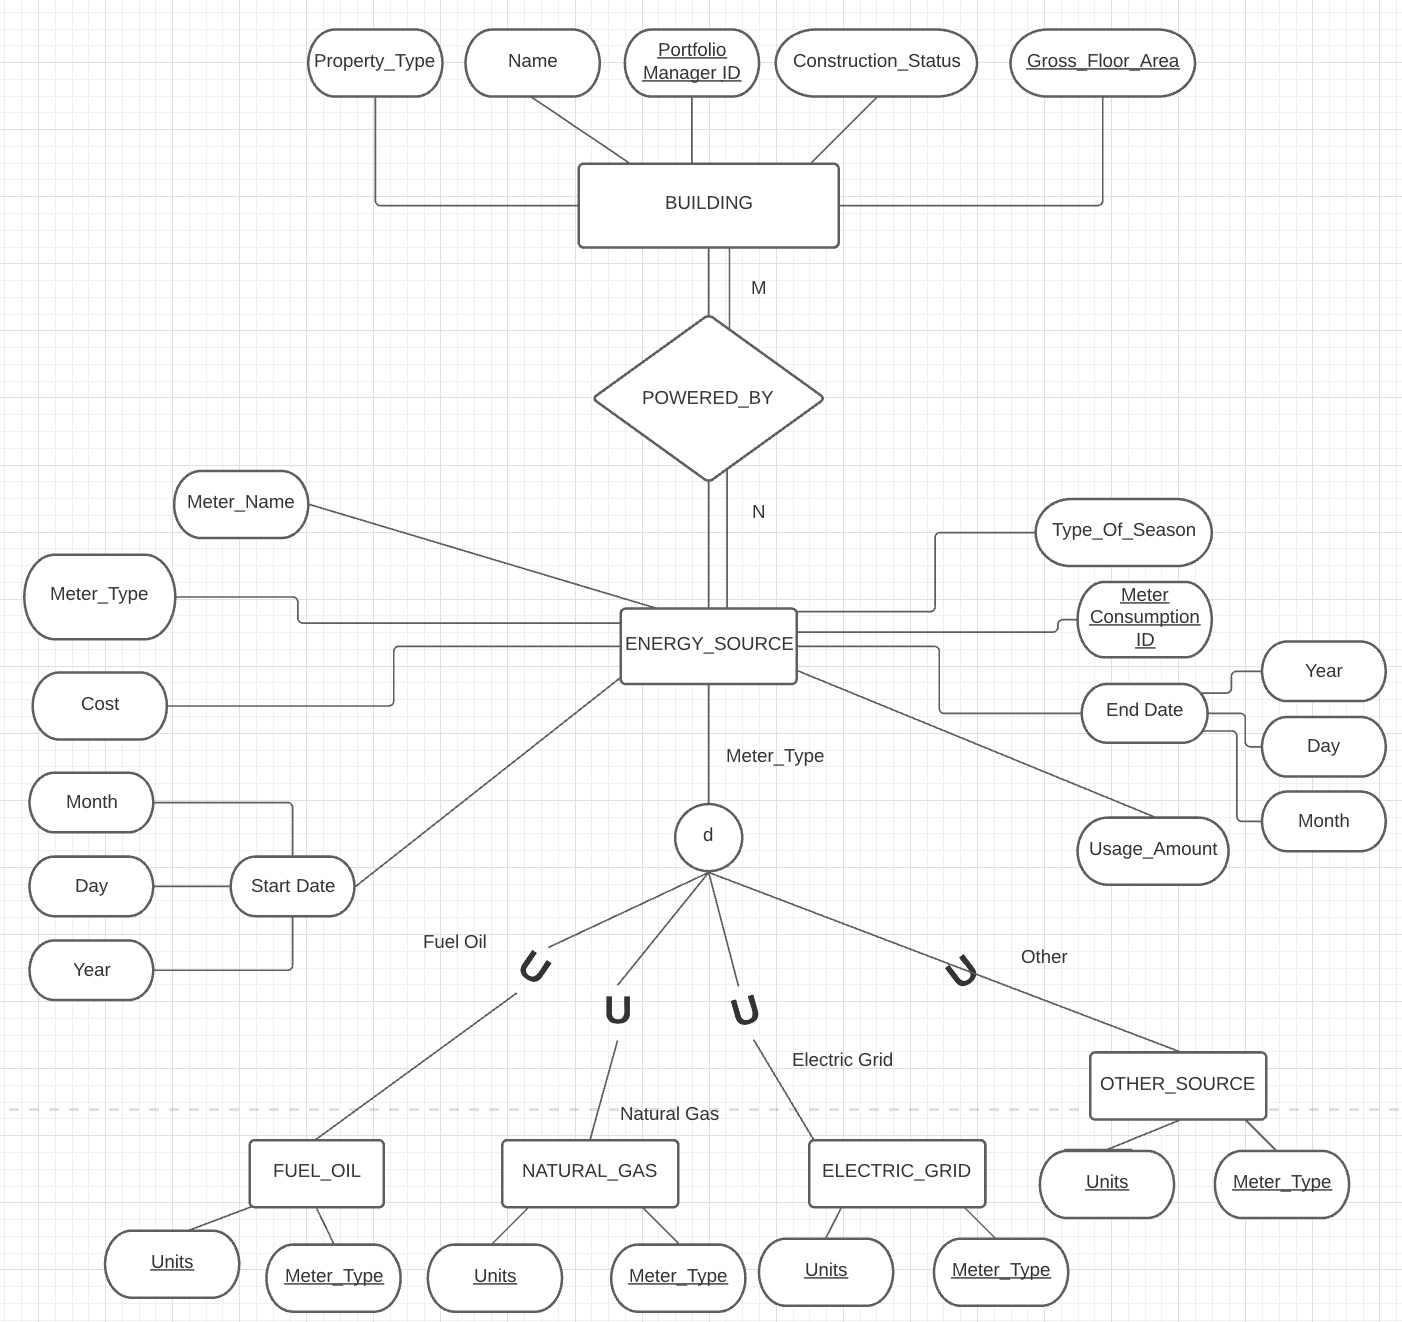 Property_Type
Name
Portfolio
Manager ID
Construction_Status
Gross_Floor_Area
BUILDING
M
POWERED_BY
N
Meter_Name
Meter_Type
Cost
Month
Day
Year
Start Date
ENERGY_SOURCE
Type_Of_Season
Meter
Consumption
ID
End Date
Year
Day
Month
Usage_Amount
Meter_Type
d
Fuel Oil
U
U
U
U
Other
Electric Grid
Natural Gas
FUEL_OIL
NATURAL_GAS
ELECTRIC_GRID
OTHER_SOURCE
Units
Meter_Type
Units
Meter_Type
Units
Meter_Type
Units
Meter_Type